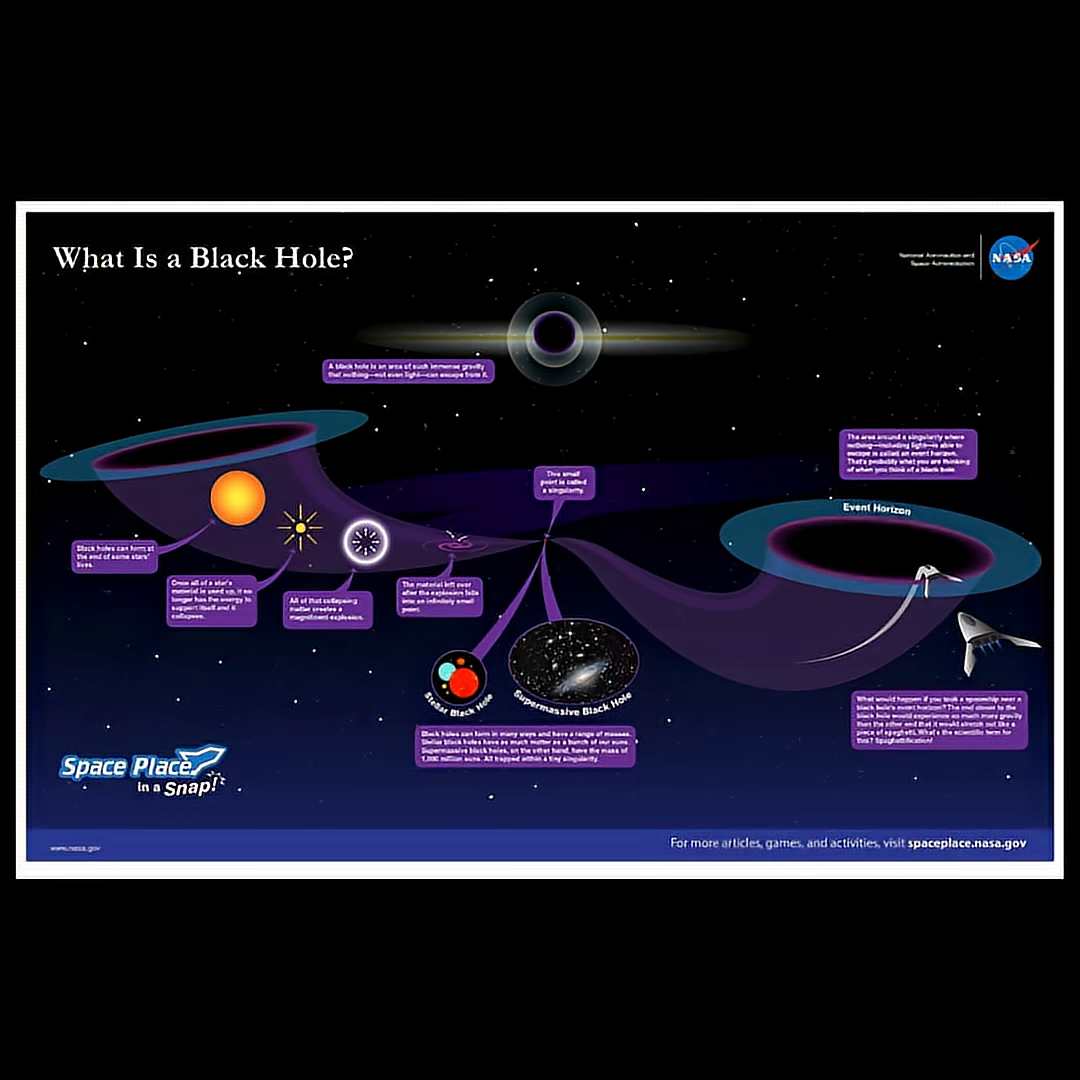 What Is a Black Hole?
National Aeronautics and
Space Administration
NASA
A black hole is an area of such immense gravity
that nothing—not even light—can escape from it.
The area around a singularity where
nothing—including light—is able to
escape is called an event horizon.
That's probably what you are thinking
of when you think of a black hole.
This small
point is called
a singularity.
Event Horizon
Black holes can form at
the end of some stars'
lives.
Once all of a star's
material is used up, it no
longer has the energy to
support itself and it
collapses.
All of that collapsing
matter creates a
magnificent explosion.
The material left over
after the explosion falls
into an infinitely small
point.
Stellar Black Hole
Supermassive Black Hole
Black holes can form in many ways and have a range of masses.
Stellar black holes have as much matter as a bunch of our suns.
Supermassive black holes, on the other hand, have the mass of
1,000 million suns. All trapped within a tiny singularity.
What would happen if you took a spaceship near a
black hole's event horizon? The end closer to the
black hole would experience so much more gravity
than the other end that it would stretch out like a
piece of spaghetti. What's the scientific term for
this? Spaghettification!
Space Place
in a Snap!
www.nasa.gov
For more articles, games, and activities, visit spaceplace.nasa.gov